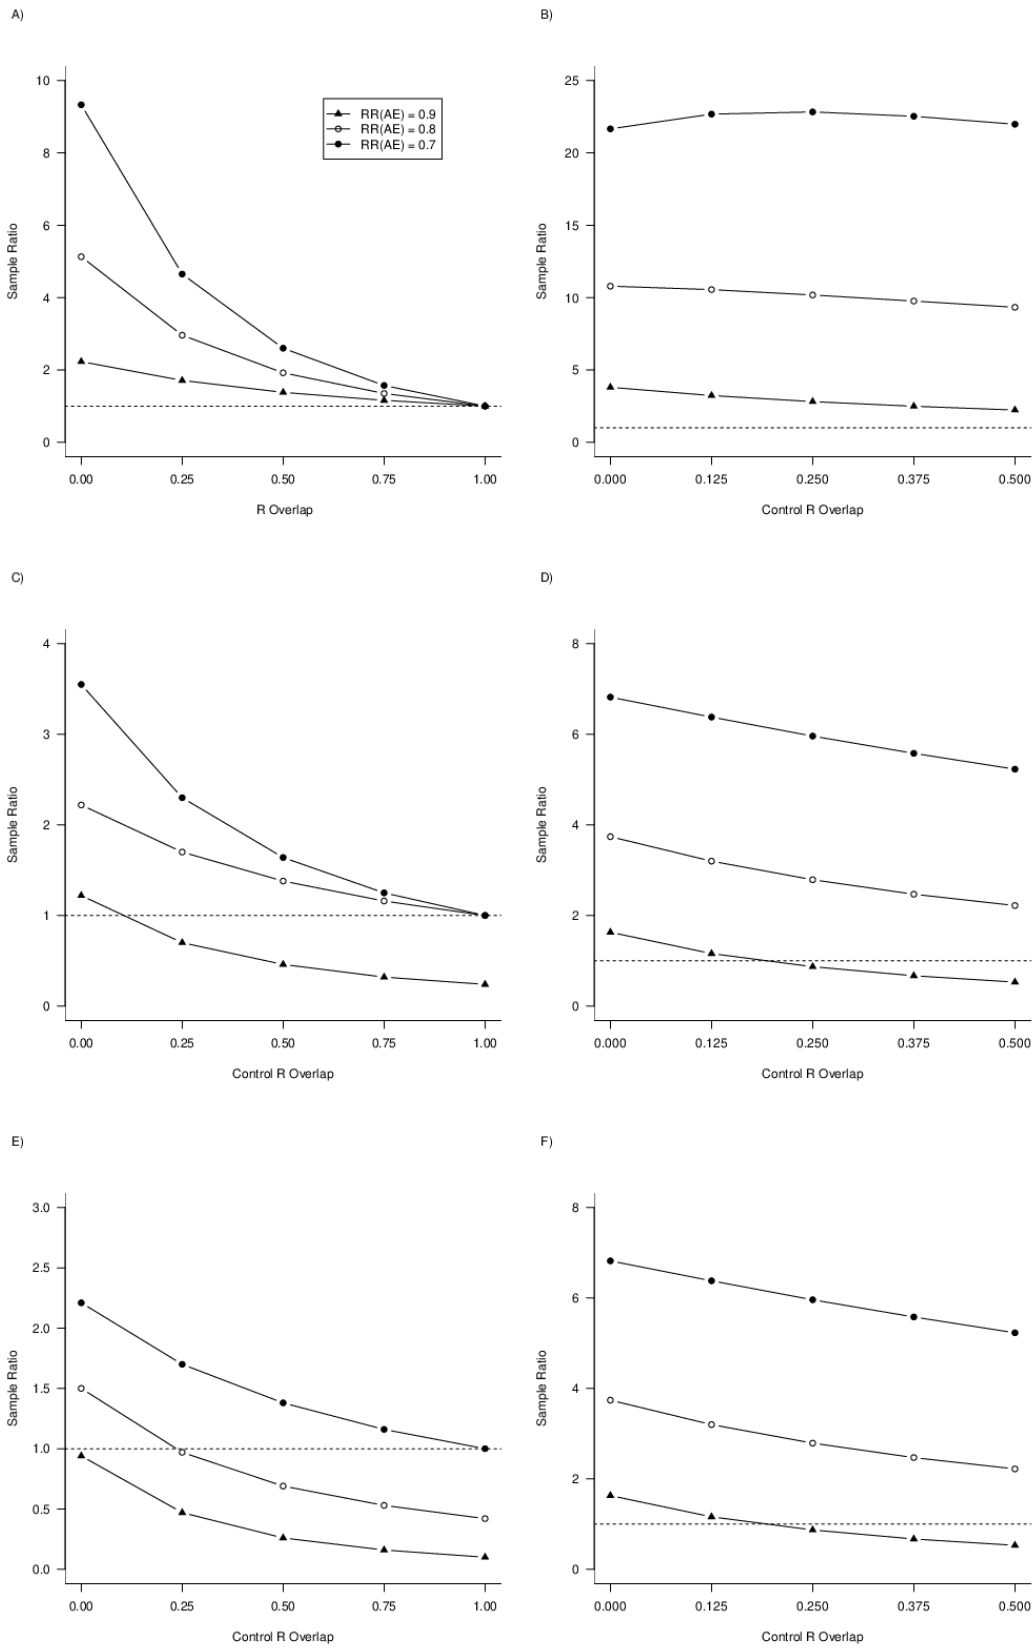 A)
Sample Ratio
10
8
6
4
2
0
RR(AE) = 0.9
RR(AE) = 0.8
RR(AE) = 0.7
0.00 0.25 0.50 0.75 1.00
R Overlap
B)
Sample Ratio
25
20
15
10
5
0
0.000 0.125 0.250 0.375 0.500
Control R Overlap
C)
Sample Ratio
4
3
2
1
0
0.00 0.25 0.50 0.75 1.00
Control R Overlap
D)
Sample Ratio
8
6
4
2
0
0.000 0.125 0.250 0.375 0.500
Control R Overlap
E)
Sample Ratio
3.0
2.5
2.0
1.5
1.0
0.5
0.0
0.00 0.25 0.50 0.75 1.00
Control R Overlap
F)
Sample Ratio
8
6
4
2
0
0.000 0.125 0.250 0.375 0.500
Control R Overlap